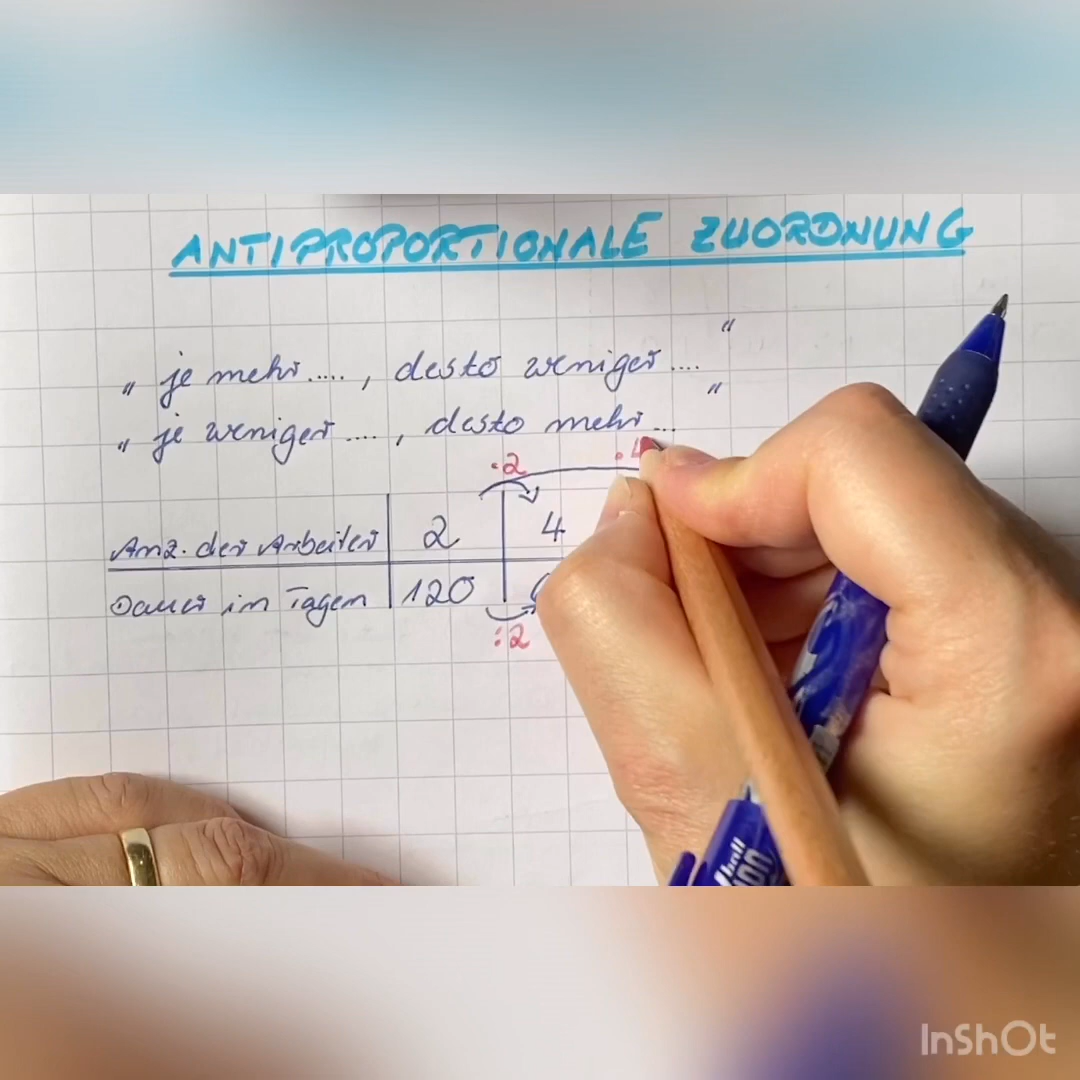 ANTIPROPORTIONALE ZUORDNUNG
„ je mehr....., desto weniger.... "
„ je weniger...., desto mehr... "
·2 ·4
Anz. der Arbeiter 2 4
Dauer in Tagen 120
:2
InShOt